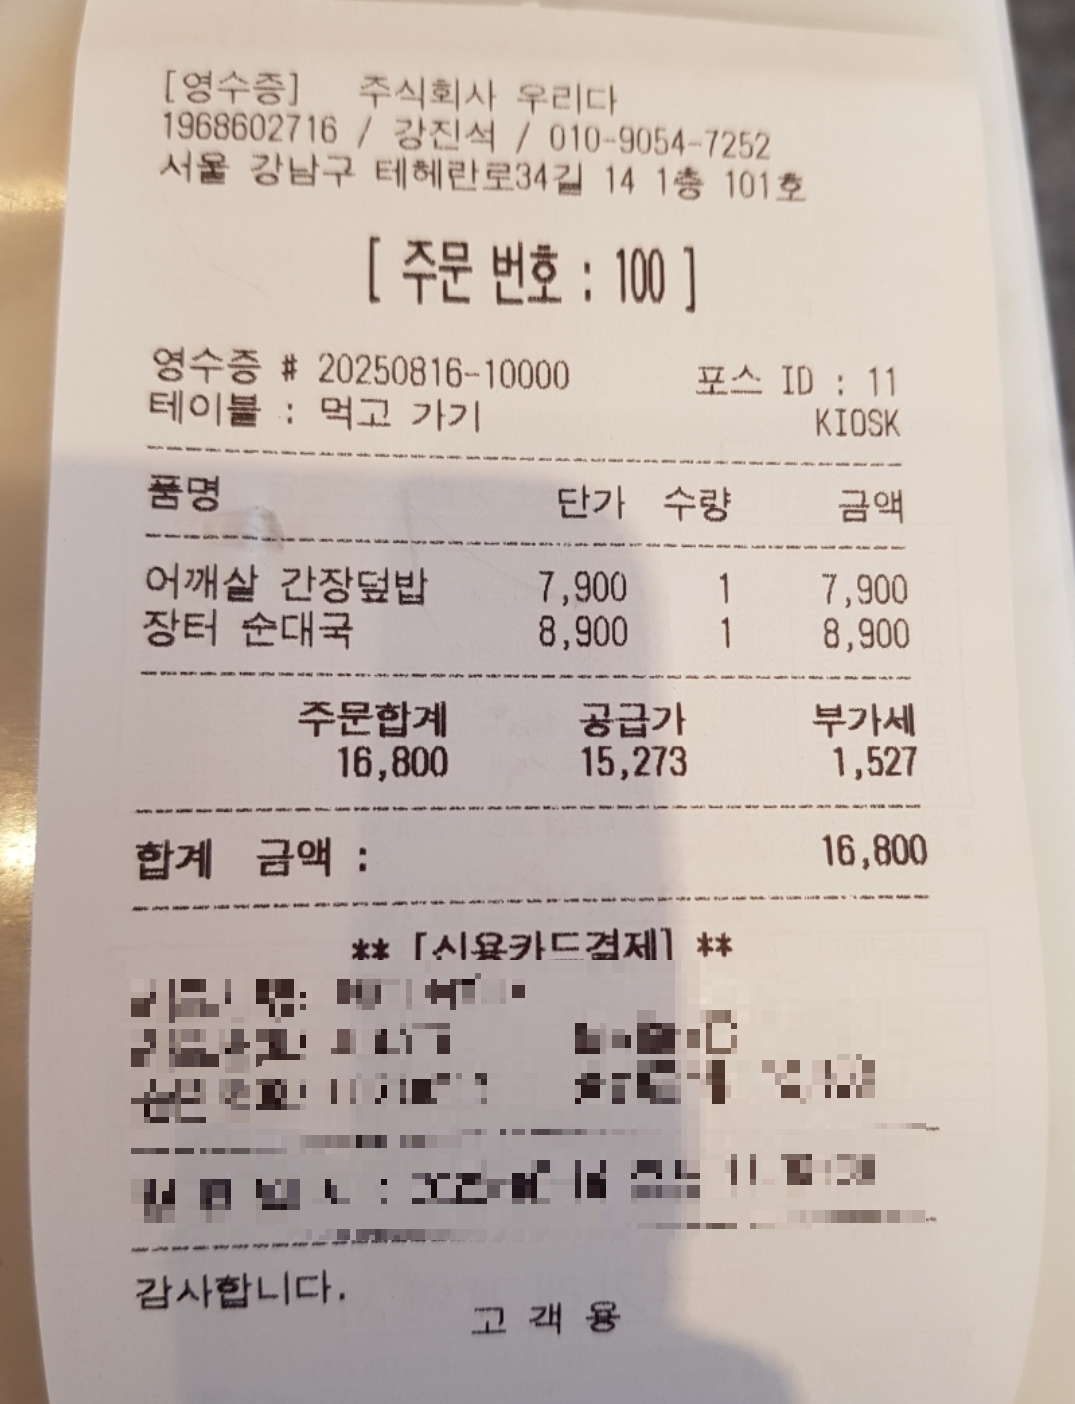 [영수증] 주식회사 우리다
1968602716 / 강진석 / 010-9054-7252
서울 강남구 테헤란로34길 14 1층 101호
[ 주문 번호 : 100 ]
영수증 # 20250816-10000 포스 ID : 11
테이블 : 먹고 가기 KIOSK
품명 단가 수량 금액
어깨살 간장덮밥 7,900 1 7,900
장터 순대국 8,900 1 8,900
주문합계 공급가 부가세
16,800 15,273 1,527
합계 금액 : 16,800
** [신용카드결제] **
감사합니다.
고 객 용